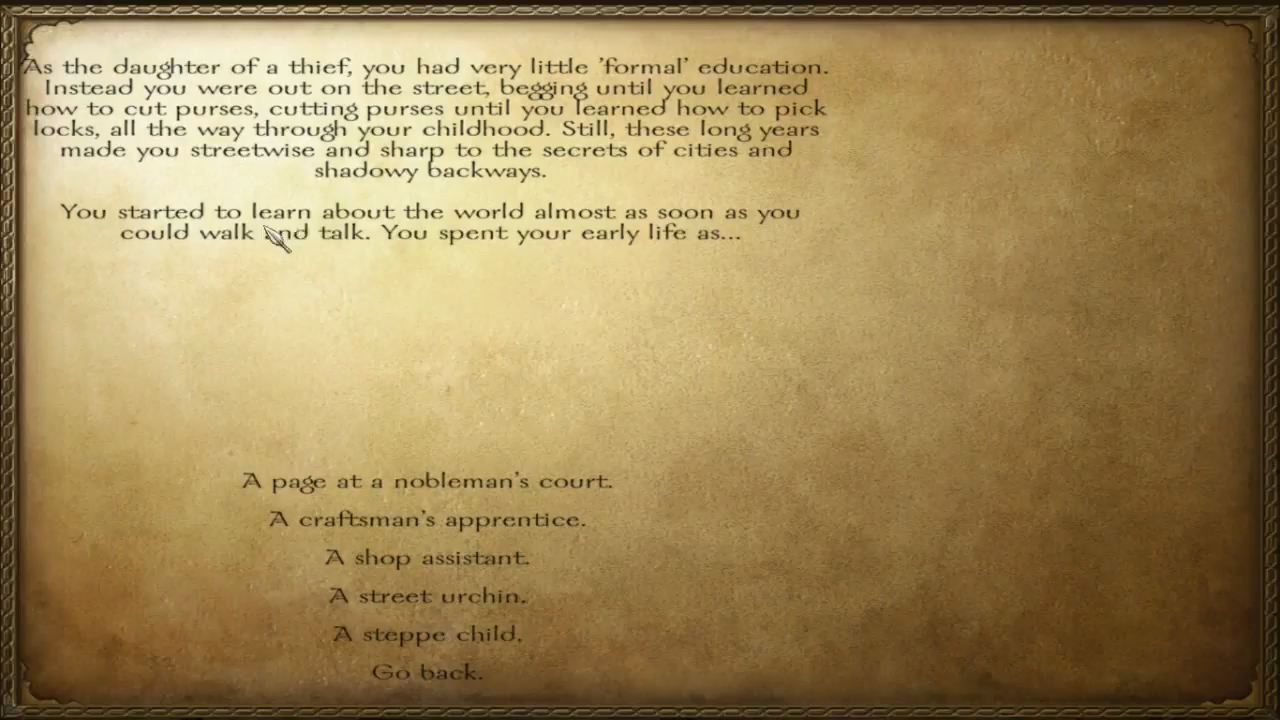 As the daughter of a thief, you had very little 'formal' education.
Instead you were out on the street, begging until you learned
how to cut purses, cutting purses until you learned how to pick
locks, all the way through your childhood. Still, these long years
made you streetwise and sharp to the secrets of cities and
shadowy backways.
You started to learn about the world almost as soon as you
could walk and talk. You spent your early life as...
A page at a nobleman's court.
A craftsman's apprentice.
A shop assistant.
A street urchin.
A steppe child.
Go back.